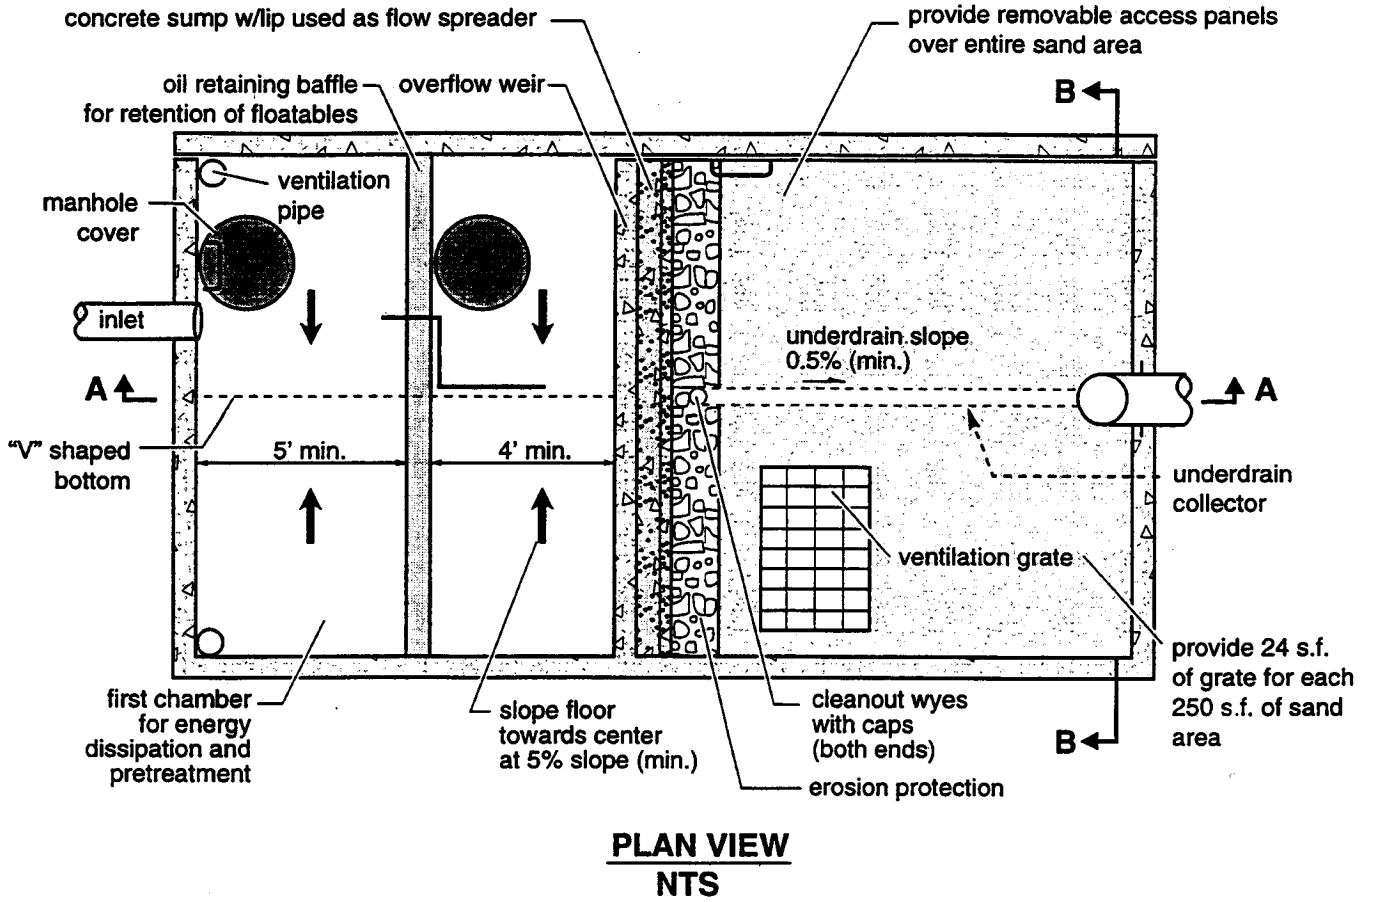 concrete sump w/lip used as flow spreader
provide removable access panels
over entire sand area
oil retaining baffle
for retention of floatables
overflow weir
B
ventilation
pipe
manhole
cover
inlet
underdrain slope
0.5% (min.)
A
A
"V" shaped
bottom
5' min.
4' min.
underdrain
collector
ventilation grate
provide 24 s.f.
of grate for each
250 s.f. of sand
area
first chamber
for energy
dissipation and
pretreatment
slope floor
towards center
at 5% slope (min.)
cleanout wyes
with caps
(both ends)
B
erosion protection
PLAN VIEW
NTS